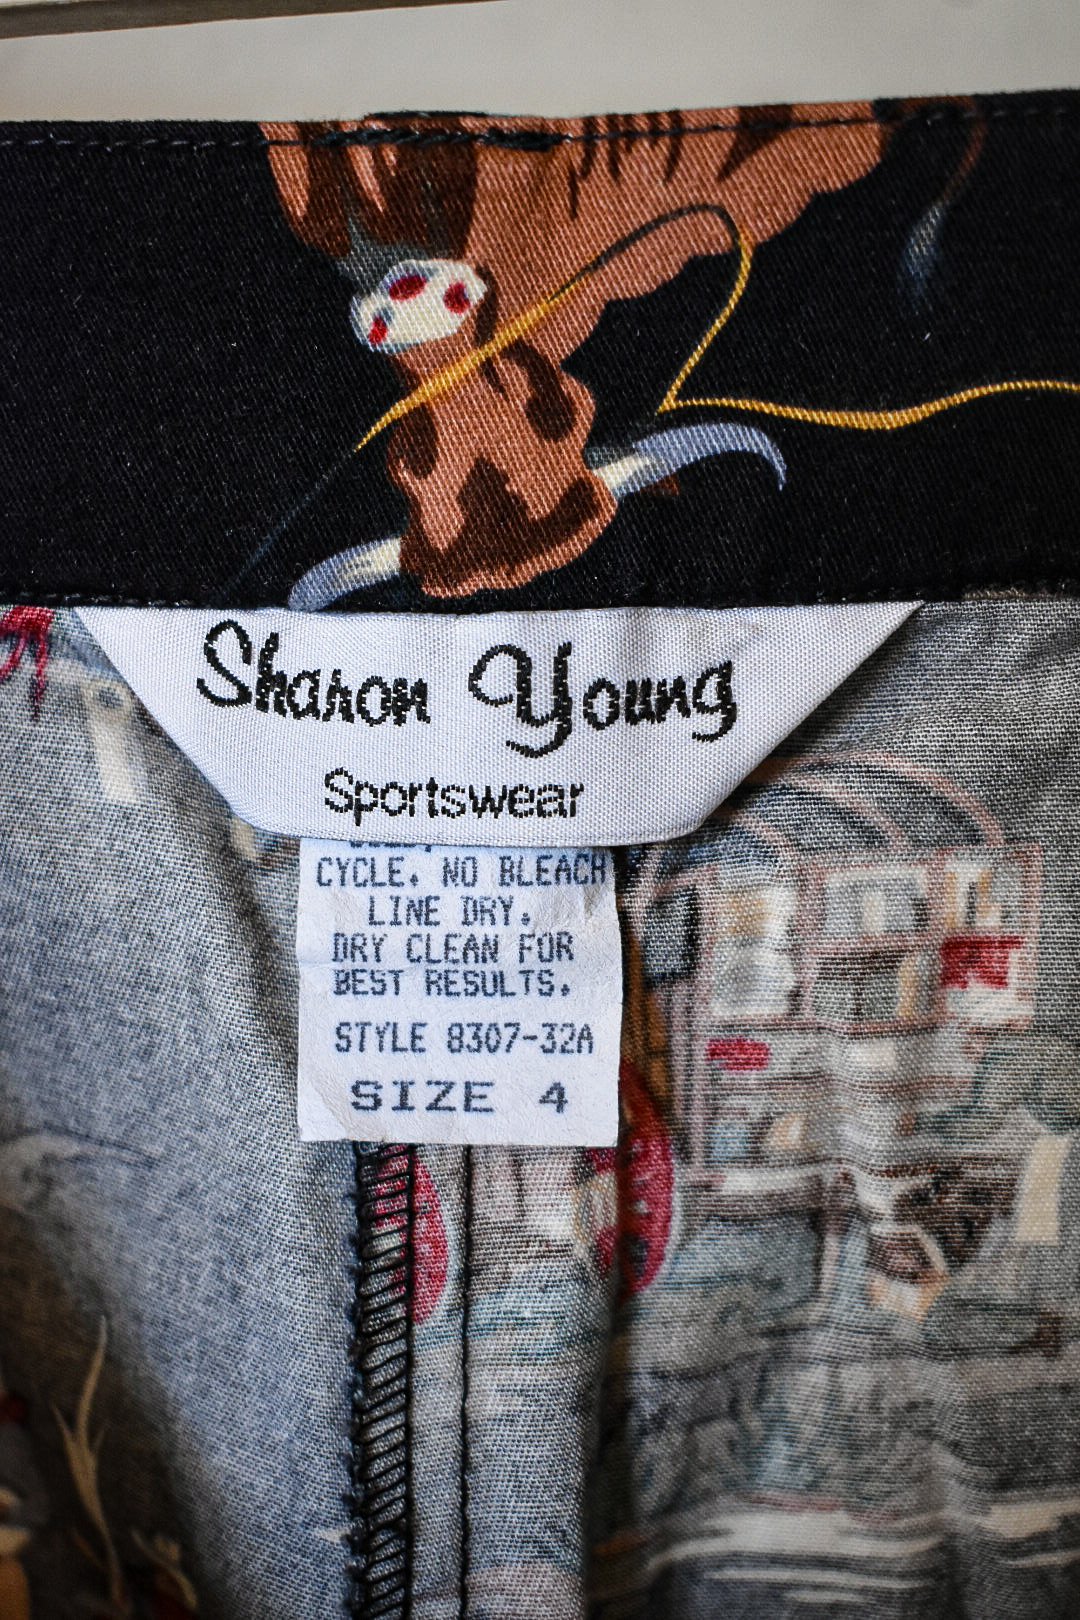 Sharon Young
Sportswear
CYCLE. NO BLEACH
LINE DRY.
DRY CLEAN FOR
BEST RESULTS.
STYLE 8307-32A
SIZE 4